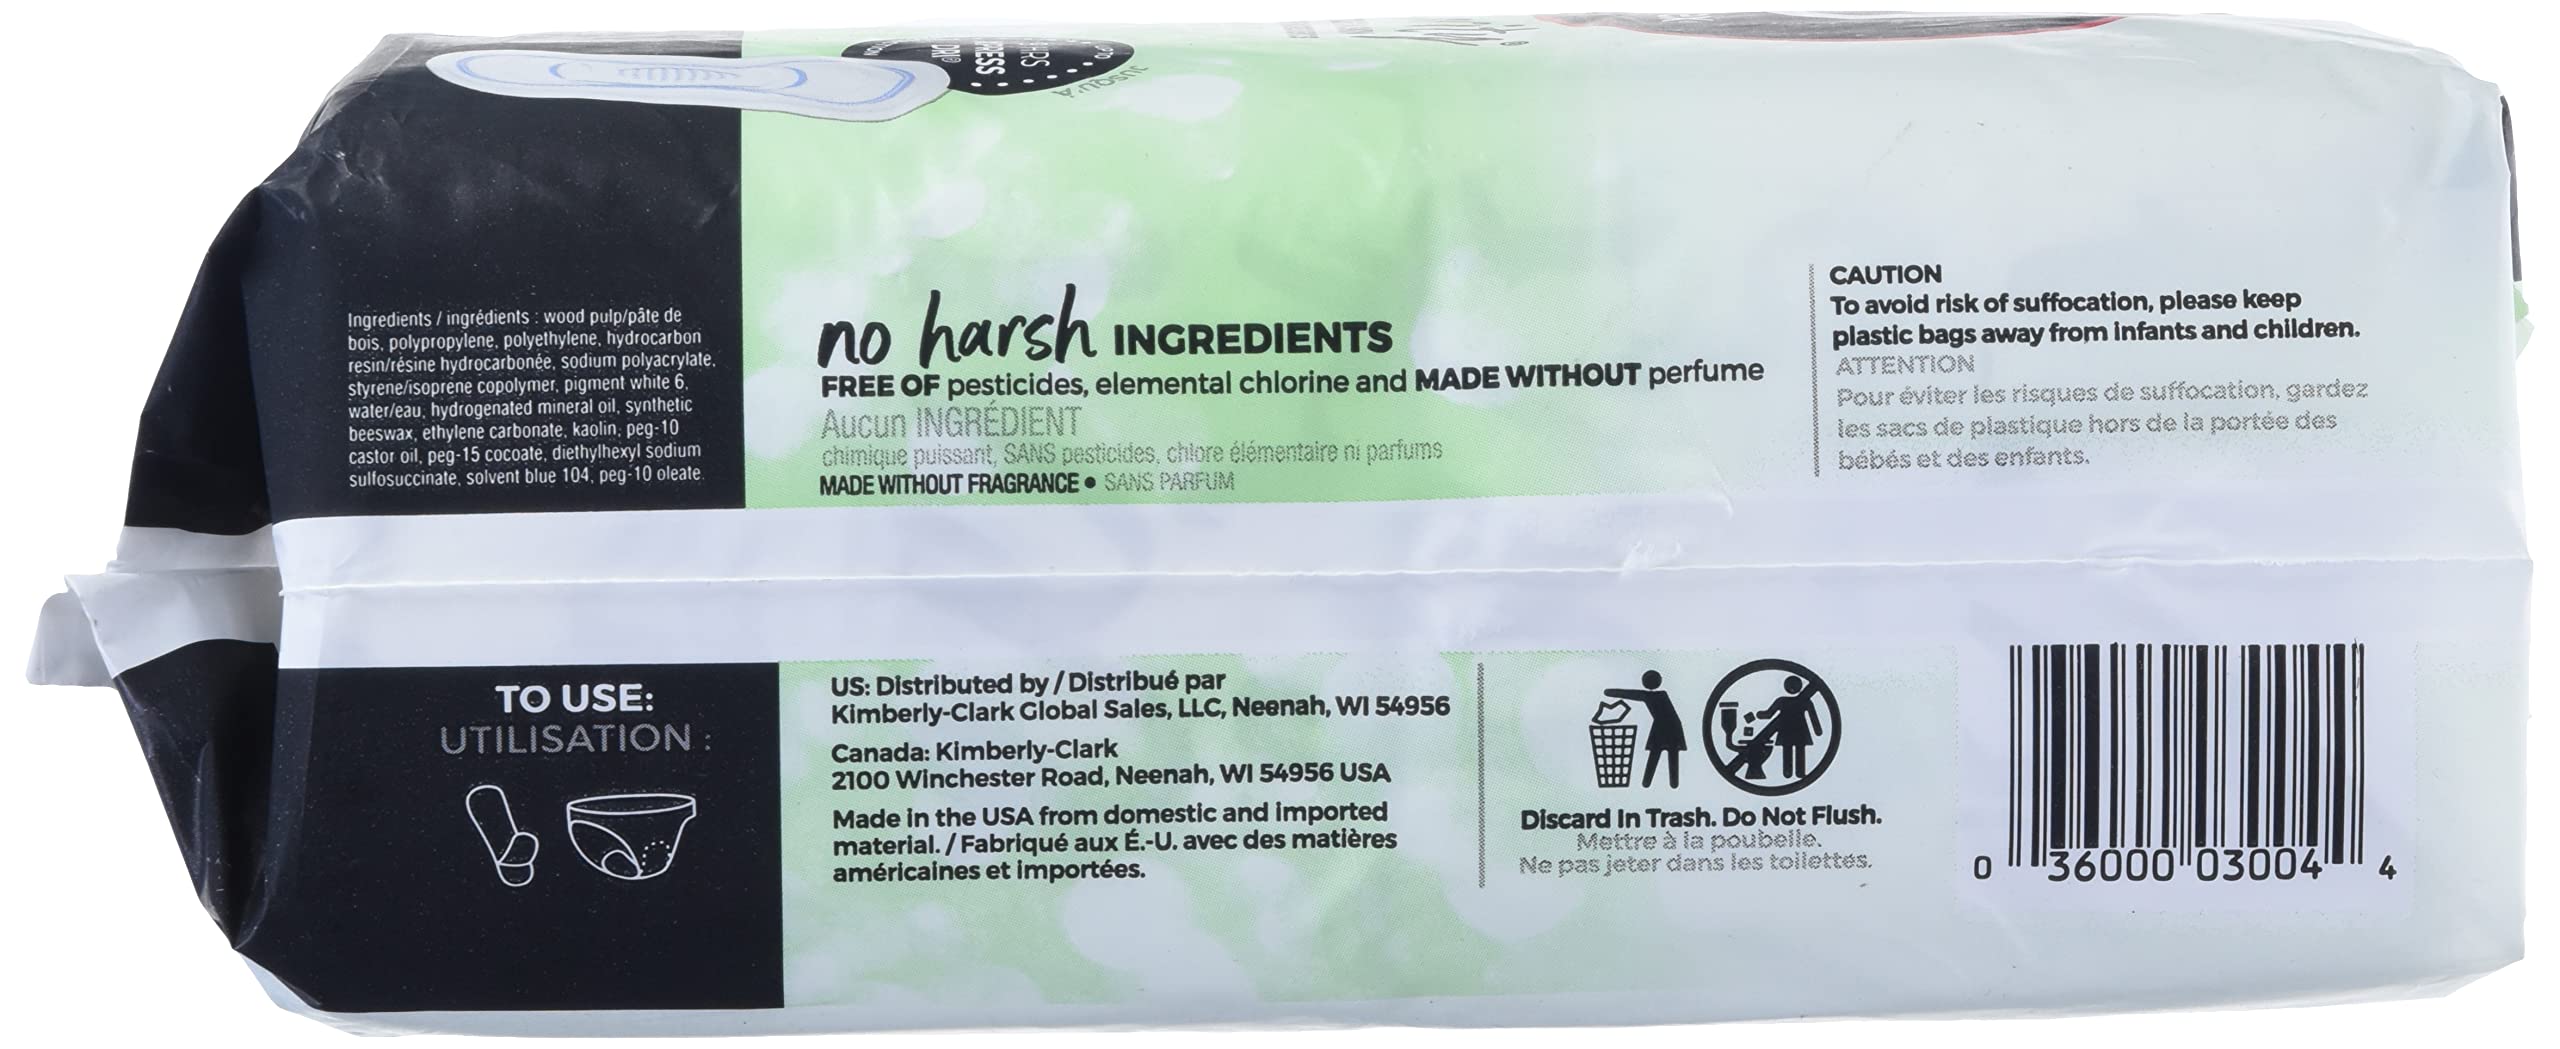 JUSQU'À
Ingredients / ingrédients : wood pulp/pâte de
bois, polypropylene, polyethylene, hydrocarbon
resin/résine hydrocarbonée, sodium polyacrylate,
styrene/isoprene copolymer, pigment white 6,
water/eau, hydrogenated mineral oil, synthetic
beeswax, ethylene carbonate, kaolin, peg-10
castor oil, peg-15 cocoate, diethylhexyl sodium
sulfosuccinate, solvent blue 104, peg-10 oleate.
no harsh INGREDIENTS
FREE OF pesticides, elemental chlorine and MADE WITHOUT perfume
Aucun INGRÉDIENT
chimique puissant, SANS pesticides, chlore élémentaire ni parfums
MADE WITHOUT FRAGRANCE • SANS PARFUM
CAUTION
To avoid risk of suffocation, please keep
plastic bags away from infants and children.
ATTENTION
Pour éviter les risques de suffocation, gardez
les sacs de plastique hors de la portée des
bébés et des enfants.
TO USE:
UTILISATION :
US: Distributed by / Distribué par
Kimberly-Clark Global Sales, LLC, Neenah, WI 54956
Canada: Kimberly-Clark
2100 Winchester Road, Neenah, WI 54956 USA
Made in the USA from domestic and imported
material. / Fabriqué aux É.-U. avec des matières
américaines et importées.
Discard in Trash. Do Not Flush.
Mettre à la poubelle.
Ne pas jeter dans les toilettes.
0 36000 03004 4